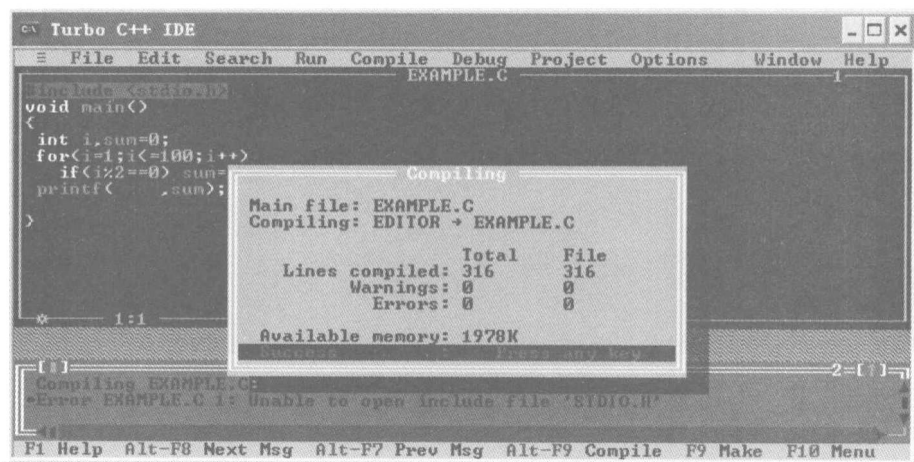 Turbo C++ IDE
≡ File Edit Search Run Compile Debug Project Options Window Help
EXAMPLE.C 1
#include <stdio.h>
void main()
{
int i,sum=0;
for(i=1;i<=100;i++)
if(i%2==0) sum=
printf( ,sum);
}
1:1
Compiling
Main file: EXAMPLE.C
Compiling: EDITOR → EXAMPLE.C
Total File
Lines compiled: 316 316
Warnings: 0 0
Errors: 0 0
Available memory: 1978K
Success : Press any key
2=[↑]
Compiling EXAMPLE.C:
•Error EXAMPLE.C 1: Unable to open include file 'STDIO.H'
F1 Help Alt-F8 Next Msg Alt-F7 Prev Msg Alt-F9 Compile F9 Make F10 Menu